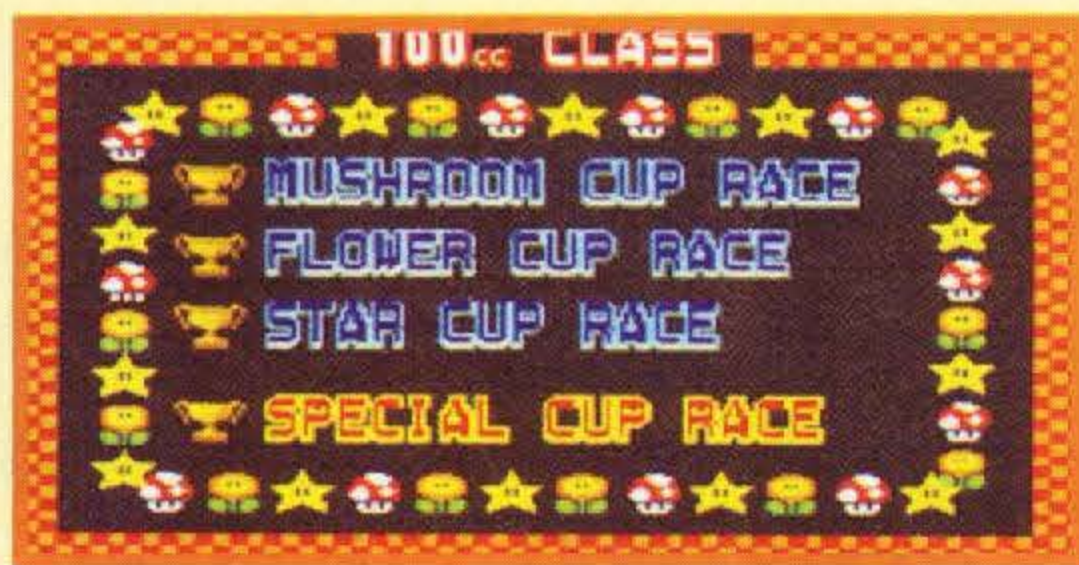 100cc CLASS
MUSHROOM CUP RACE
FLOWER CUP RACE
STAR CUP RACE
SPECIAL CUP RACE